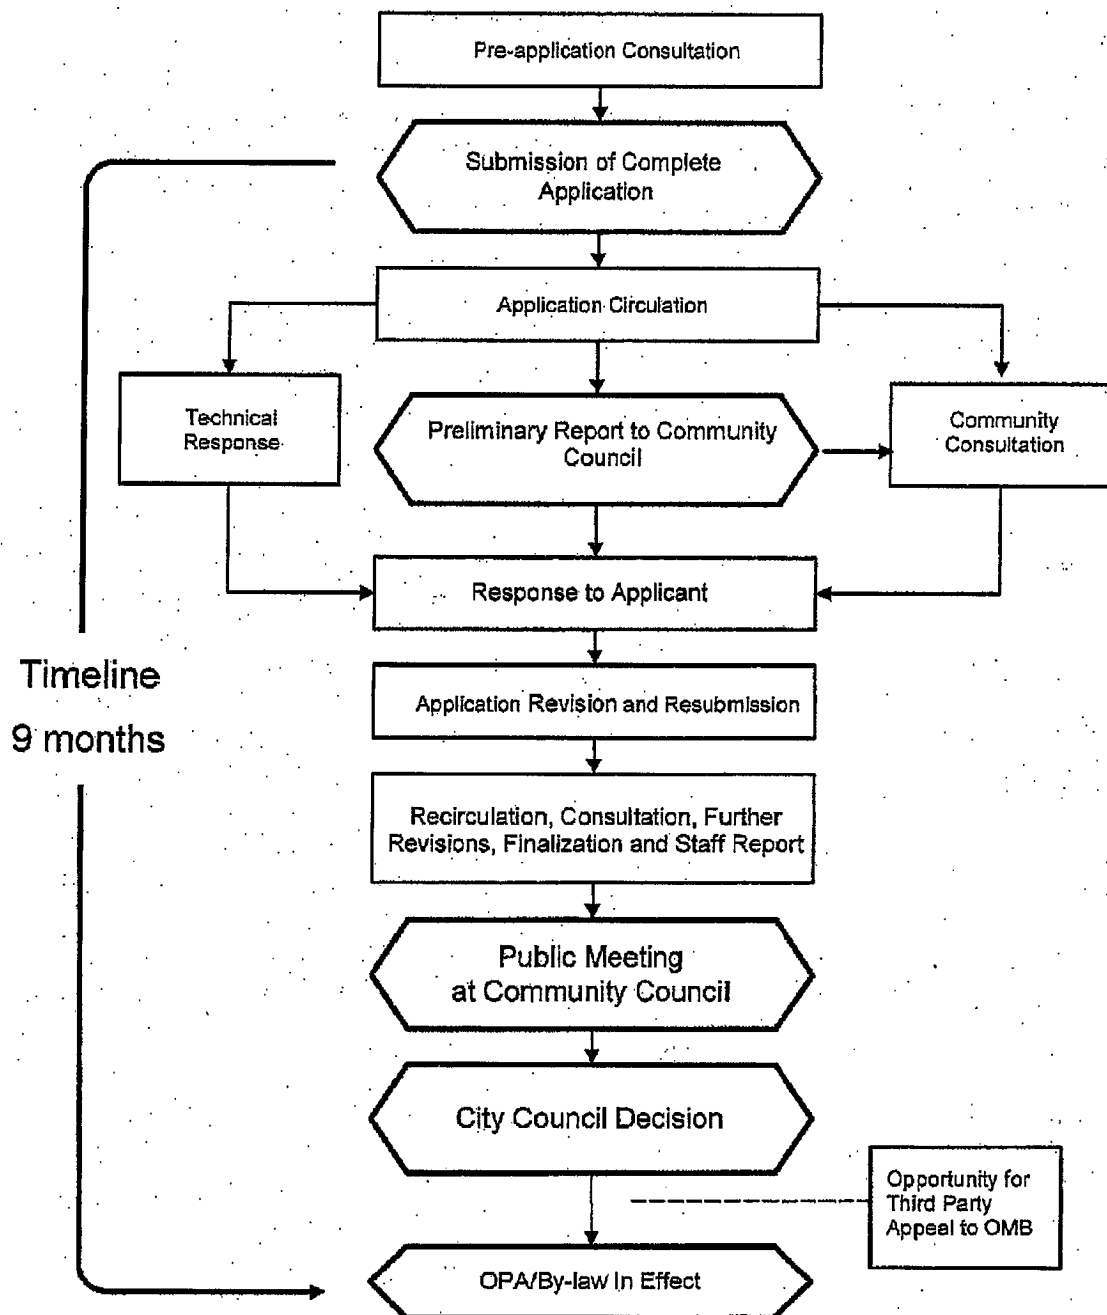 Pre-application Consultation
Submission of Complete
Application
Application Circulation
Technical
Response
Preliminary Report to Community
Council
Community
Consultation
Response to Applicant
Timeline
9 months
Application Revision and Resubmission
Recirculation, Consultation, Further
Revisions, Finalization and Staff Report
Public Meeting
at Community Council
City Council Decision
Opportunity for
Third Party
Appeal to OMB
OPA/By-law In Effect